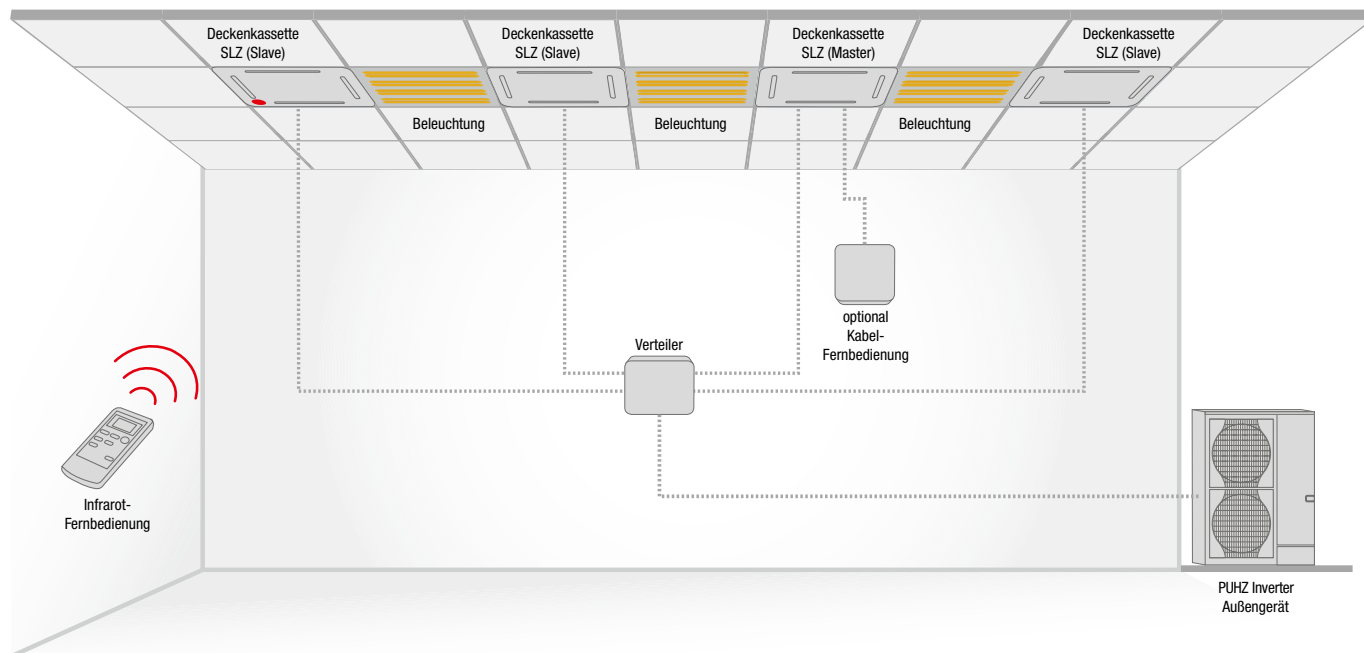 Deckenkassette
SLZ (Slave)
Deckenkassette
SLZ (Slave)
Deckenkassette
SLZ (Master)
Deckenkassette
SLZ (Slave)
Beleuchtung
Beleuchtung
Beleuchtung
optional
Kabel-
Fernbedienung
Verteiler
Infrarot-
Fernbedienung
PUHZ Inverter
Außengerät